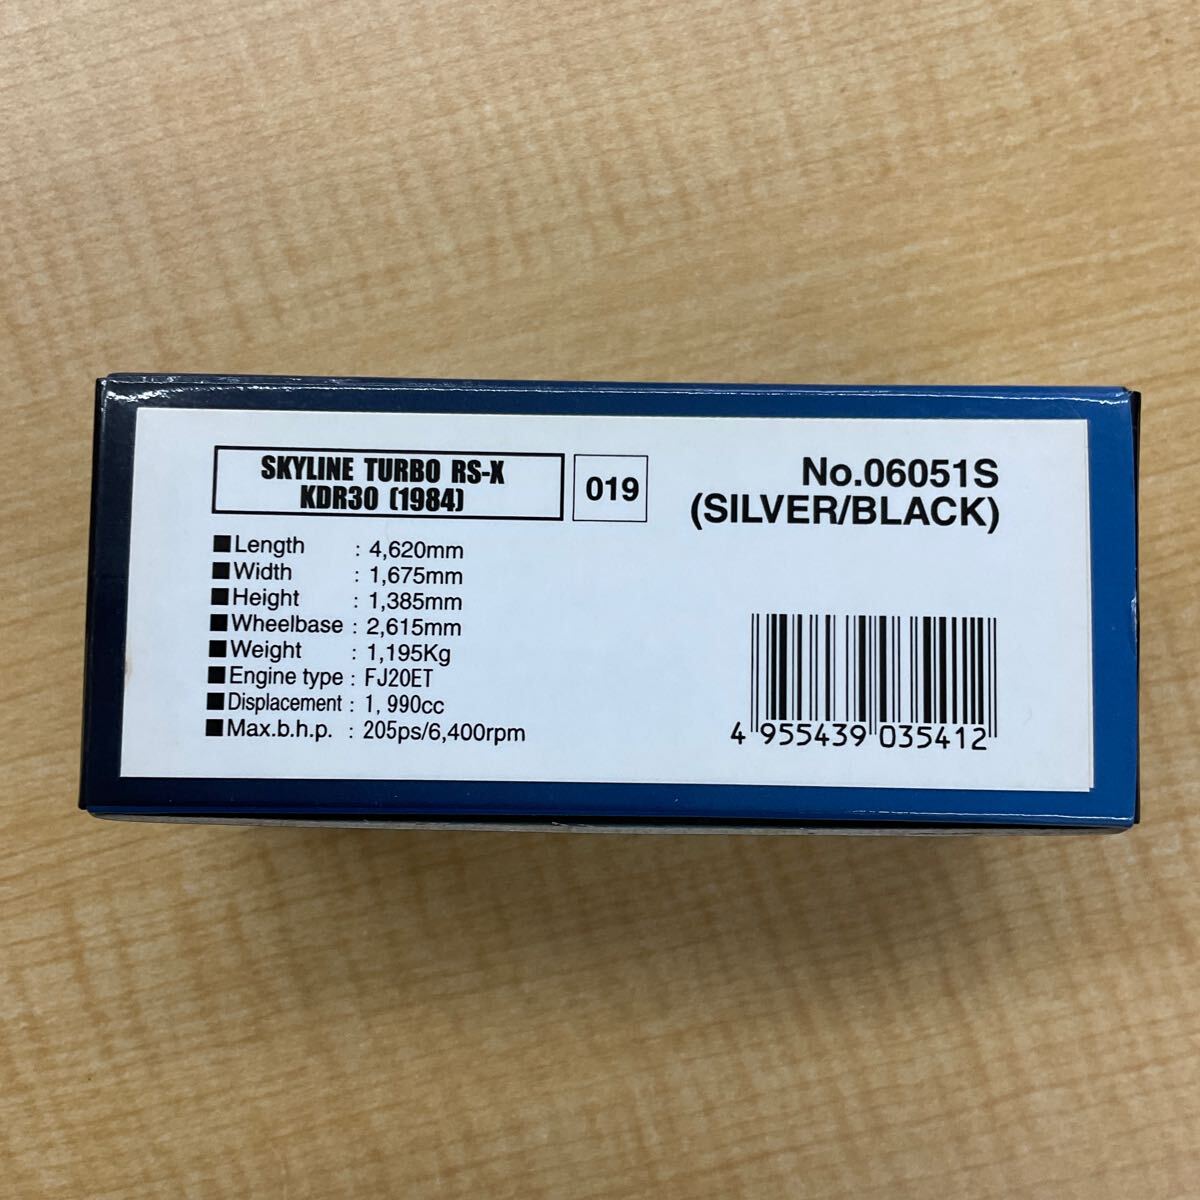 SKYLINE TURBO RS-X
KDR30 (1984)
019
No.06051S
(SILVER/BLACK)
■Length : 4,620mm
■Width : 1,675mm
■Height : 1,385mm
■Wheelbase : 2,615mm
■Weight : 1,195Kg
■Engine type : FJ20ET
■Displacement : 1,990cc
■Max.b.h.p. : 205ps/6,400rpm
4 955439 035412